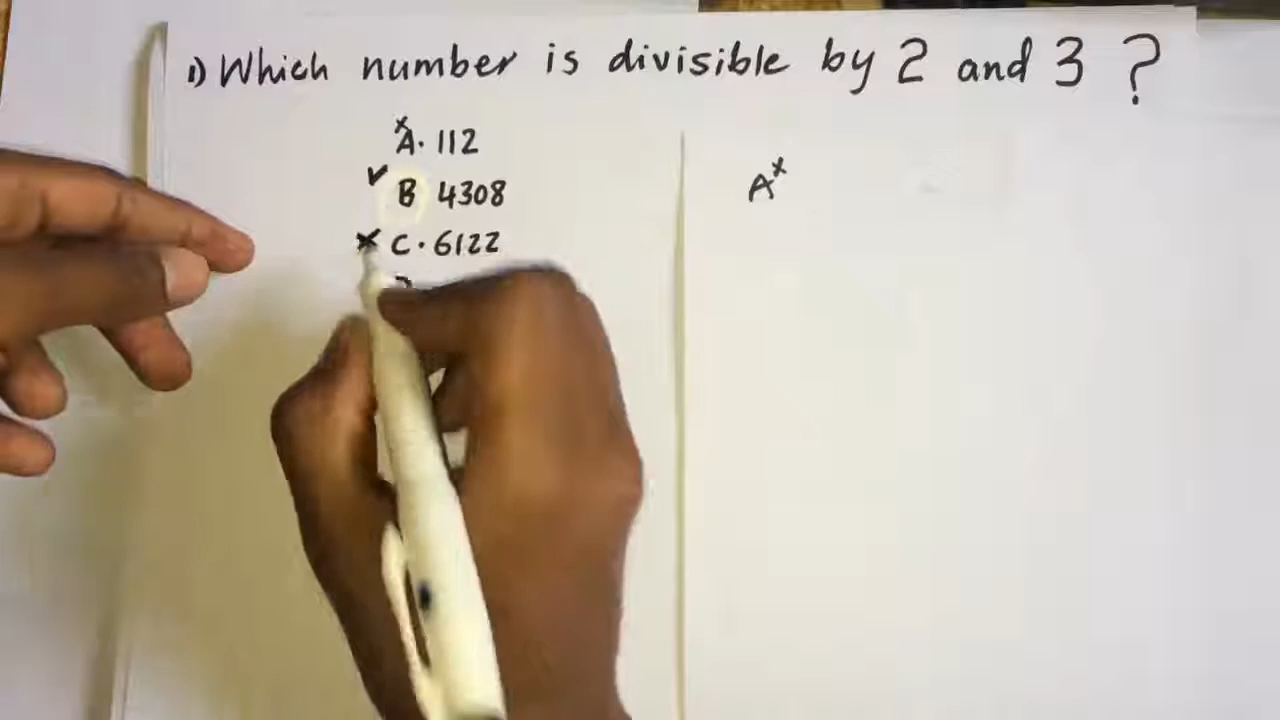 1) Which number is divisible by 2 and 3 ?
A. 112
B 4308
C. 6122
A